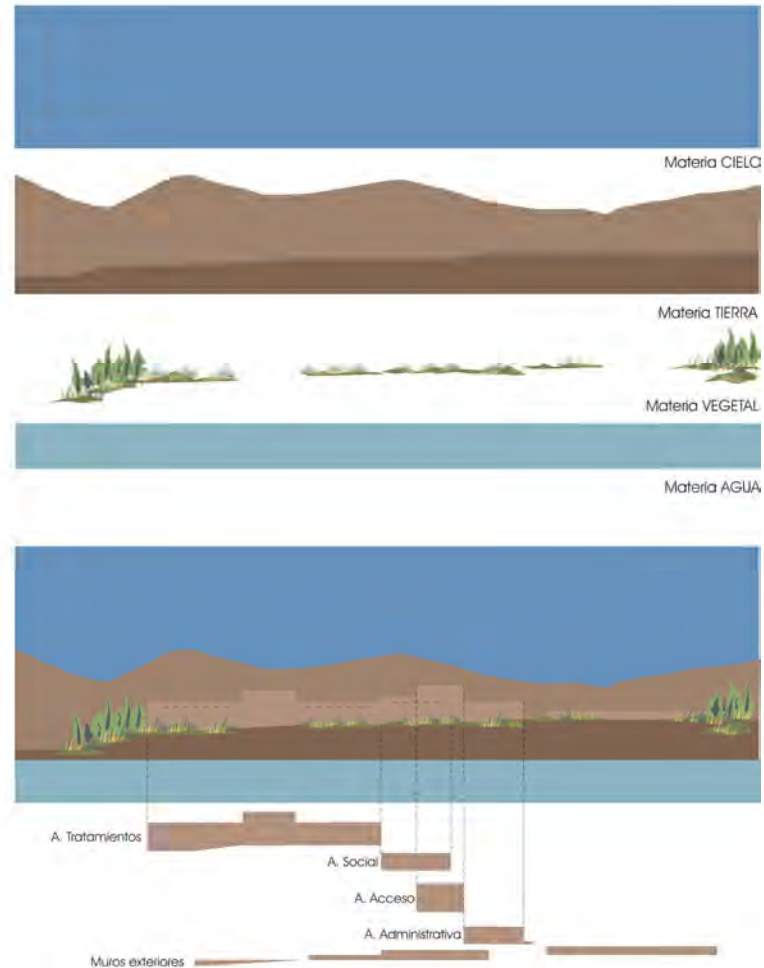 Materia CIELO
Materia TIERRA
Materia VEGETAL
Materia AGUA
A. Tratamientos
A. Social
A. Acceso
A. Administrativa
Muros exteriores